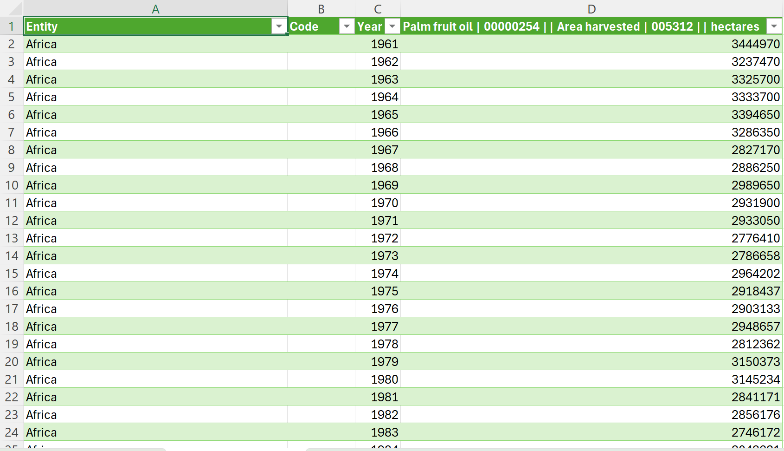 A B C D
1 Entity Code Year Palm fruit oil | 00000254 || Area harvested | 005312 || hectares
2 Africa 1961 3444970
3 Africa 1962 3237470
4 Africa 1963 3325700
5 Africa 1964 3333700
6 Africa 1965 3394650
7 Africa 1966 3286350
8 Africa 1967 2827170
9 Africa 1968 2886250
10 Africa 1969 2989650
11 Africa 1970 2931900
12 Africa 1971 2933050
13 Africa 1972 2776410
14 Africa 1973 2786658
15 Africa 1974 2964202
16 Africa 1975 2918437
17 Africa 1976 2903133
18 Africa 1977 2948657
19 Africa 1978 2812362
20 Africa 1979 3150373
21 Africa 1980 3145234
22 Africa 1981 2841171
23 Africa 1982 2856176
24 Africa 1983 2746172